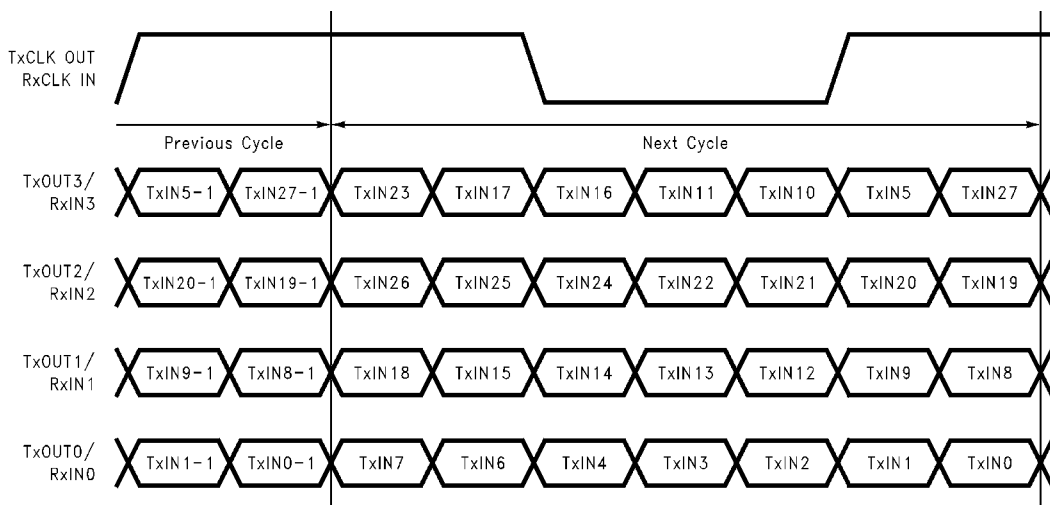 TxCLK OUT
RxCLK IN
Previous Cycle Next Cycle
TxOUT3/
RxIN3
TxIN5-1 TxIN27-1 TxIN23 TxIN17 TxIN16 TxIN11 TxIN10 TxIN5 TxIN27
TxOUT2/
RxIN2
TxIN20-1 TxIN19-1 TxIN26 TxIN25 TxIN24 TxIN22 TxIN21 TxIN20 TxIN19
TxOUT1/
RxIN1
TxIN9-1 TxIN8-1 TxIN18 TxIN15 TxIN14 TxIN13 TxIN12 TxIN9 TxIN8
TxOUT0/
RxIN0
TxIN1-1 TxIN0-1 TxIN7 TxIN6 TxIN4 TxIN3 TxIN2 TxIN1 TxIN0